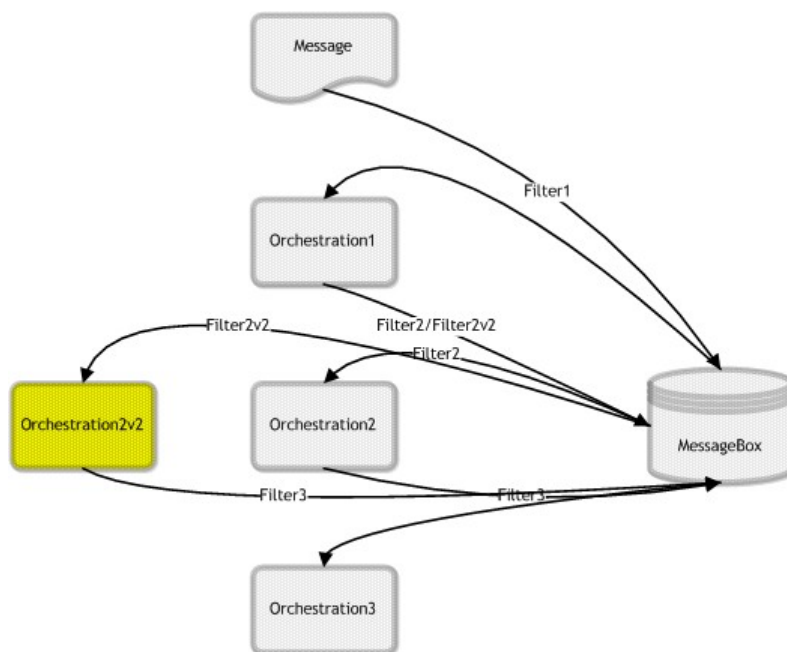 Message
Filter1
Orchestration1
Filter2v2
Filter2/Filter2v2
Filter2
Orchestration2v2
Orchestration2
MessageBox
Filter3
Filter3
Orchestration3